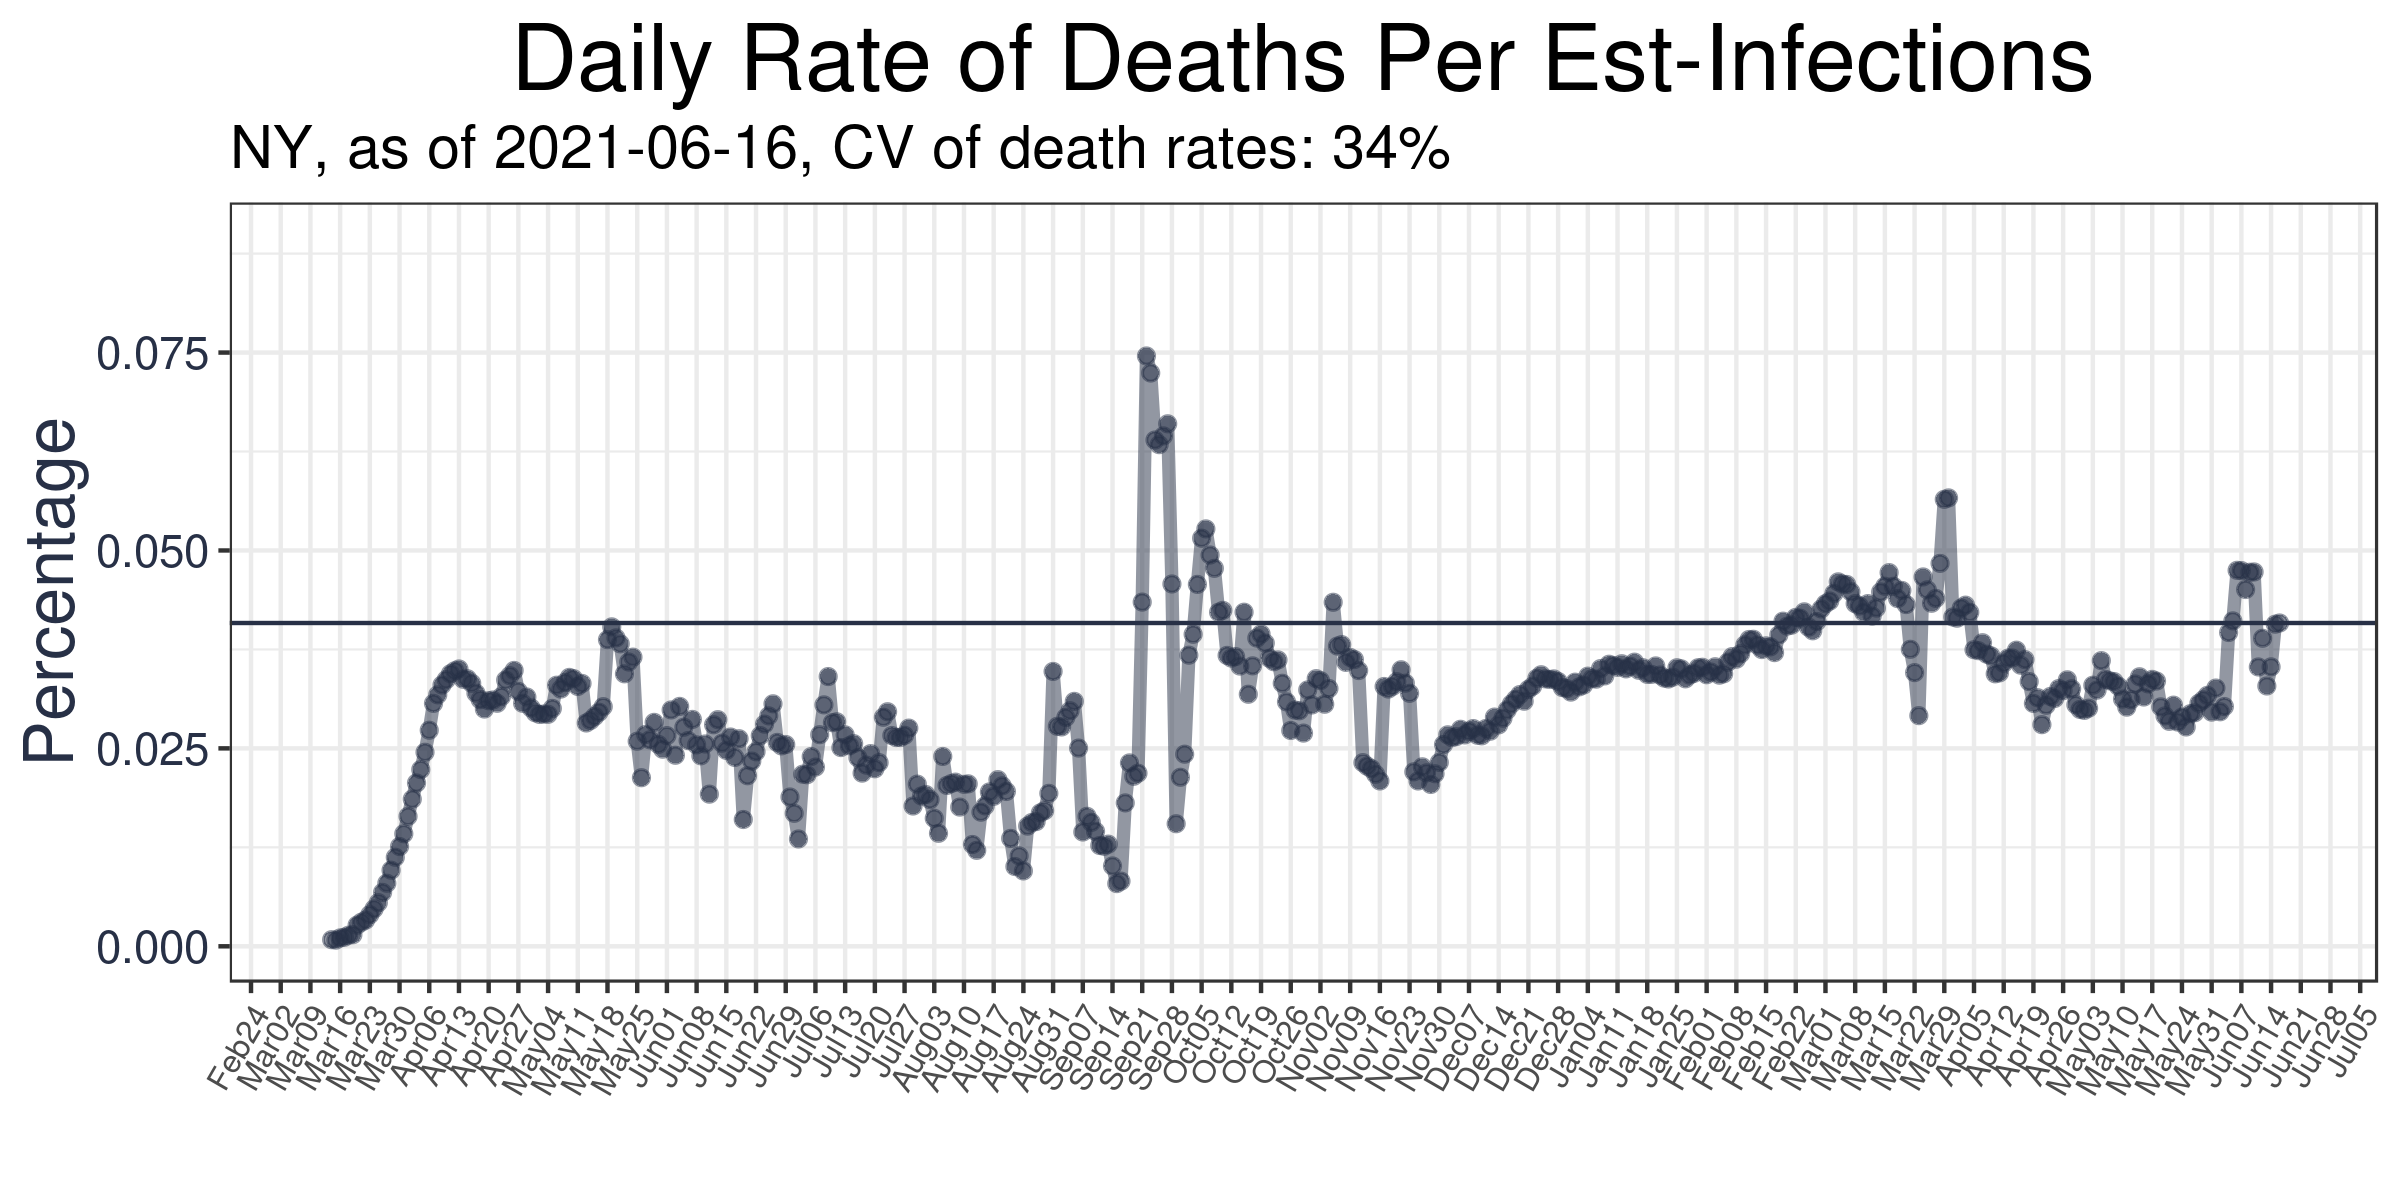 Daily Rate of Deaths Per Est-Infections
NY, as of 2021-06-16, CV of death rates: 34%
Percentage
0.075
0.050
0.025
0.000
Feb24
Mar02
Mar09
Mar16
Mar23
Mar30
Apr06
Apr13
Apr20
Apr27
May04
May11
May18
May25
Jun01
Jun08
Jun15
Jun22
Jun29
Jul06
Jul13
Jul20
Jul27
Aug03
Aug10
Aug17
Aug24
Aug31
Sep07
Sep14
Sep21
Sep28
Oct05
Oct12
Oct19
Oct26
Nov02
Nov09
Nov16
Nov23
Nov30
Dec07
Dec14
Dec21
Dec28
Jan04
Jan11
Jan18
Jan25
Feb01
Feb08
Feb15
Feb22
Mar01
Mar08
Mar15
Mar22
Mar29
Apr05
Apr12
Apr19
Apr26
May03
May10
May17
May24
May31
Jun07
Jun14
Jun21
Jun28
Jul05